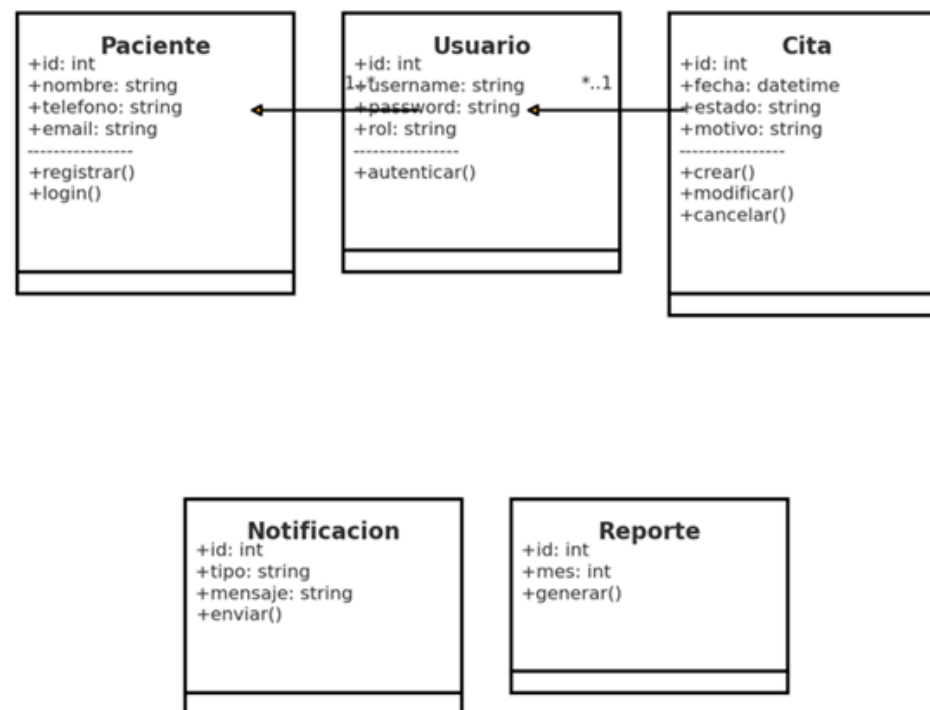 Paciente
+id: int
+nombre: string
+telefono: string
+email: string
----------------
+registrar()
+login()
Usuario
+id: int
1..*
+username: string
+password: string
+rol: string
----------------
+autenticar()
*..1
Cita
+id: int
+fecha: datetime
+estado: string
+motivo: string
----------------
+crear()
+modificar()
+cancelar()
Notificacion
+id: int
+tipo: string
+mensaje: string
+enviar()
Reporte
+id: int
+mes: int
+generar()